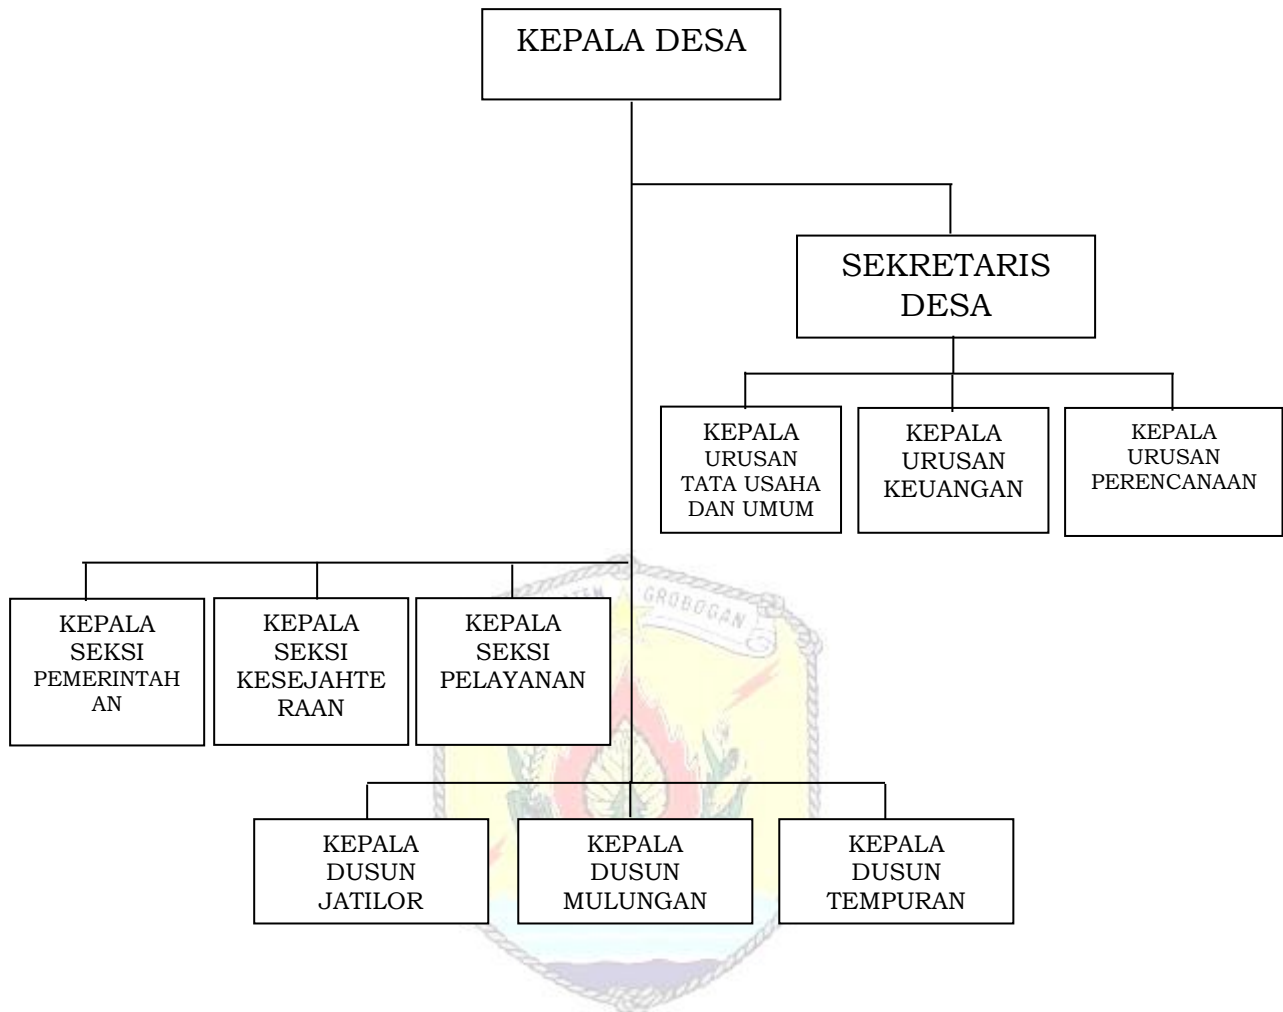 KEPALA DESA
SEKRETARIS
DESA
KEPALA
URUSAN
TATA USAHA
DAN UMUM
KEPALA
URUSAN
KEUANGAN
KEPALA
URUSAN
PERENCANAAN
GROBOGAN
KEPALA
SEKSI
PEMERINTAH
AN
KEPALA
SEKSI
KESEJAHTE
RAAN
KEPALA
SEKSI
PELAYANAN
KEPALA
DUSUN
JATILOR
KEPALA
DUSUN
MULUNGAN
KEPALA
DUSUN
TEMPURAN